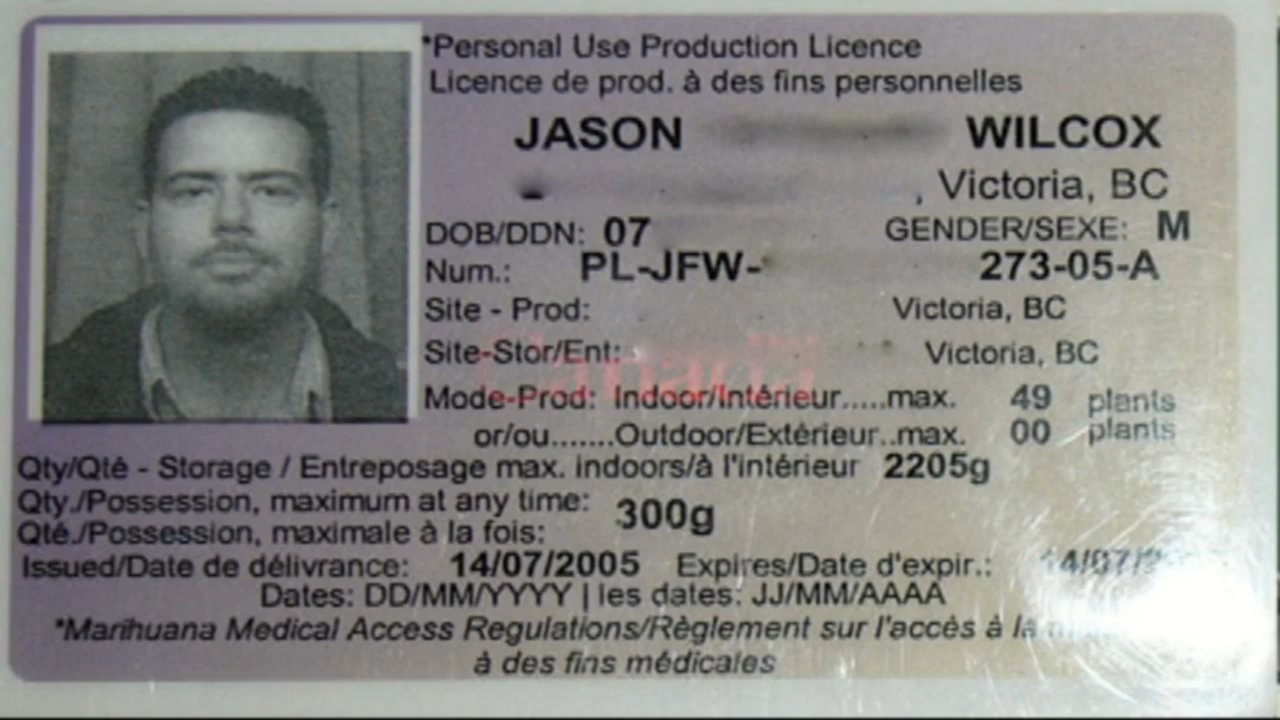 *Personal Use Production Licence
Licence de prod. à des fins personnelles
JASON WILCOX
, Victoria, BC
DOB/DDN: 07 GENDER/SEXE: M
Num.: PL-JFW- 273-05-A
Site - Prod: Victoria, BC
Site-Stor/Ent: Victoria, BC
Canada
Mode-Prod: Indoor/Intérieur.....max. 49 plants
or/ou.......Outdoor/Extérieur..max. 00 plants
Qty/Qté - Storage / Entreposage max. indoors/à l'intérieur 2205g
Qty./Possession, maximum at any time: 300g
Qté./Possession, maximale à la fois:
Issued/Date de délivrance: 14/07/2005 Expires/Date d'expir.: 14/07/
Dates: DD/MM/YYYY | les dates: JJ/MM/AAAA
*Marihuana Medical Access Regulations/Règlement sur l'accès à la
à des fins médicales